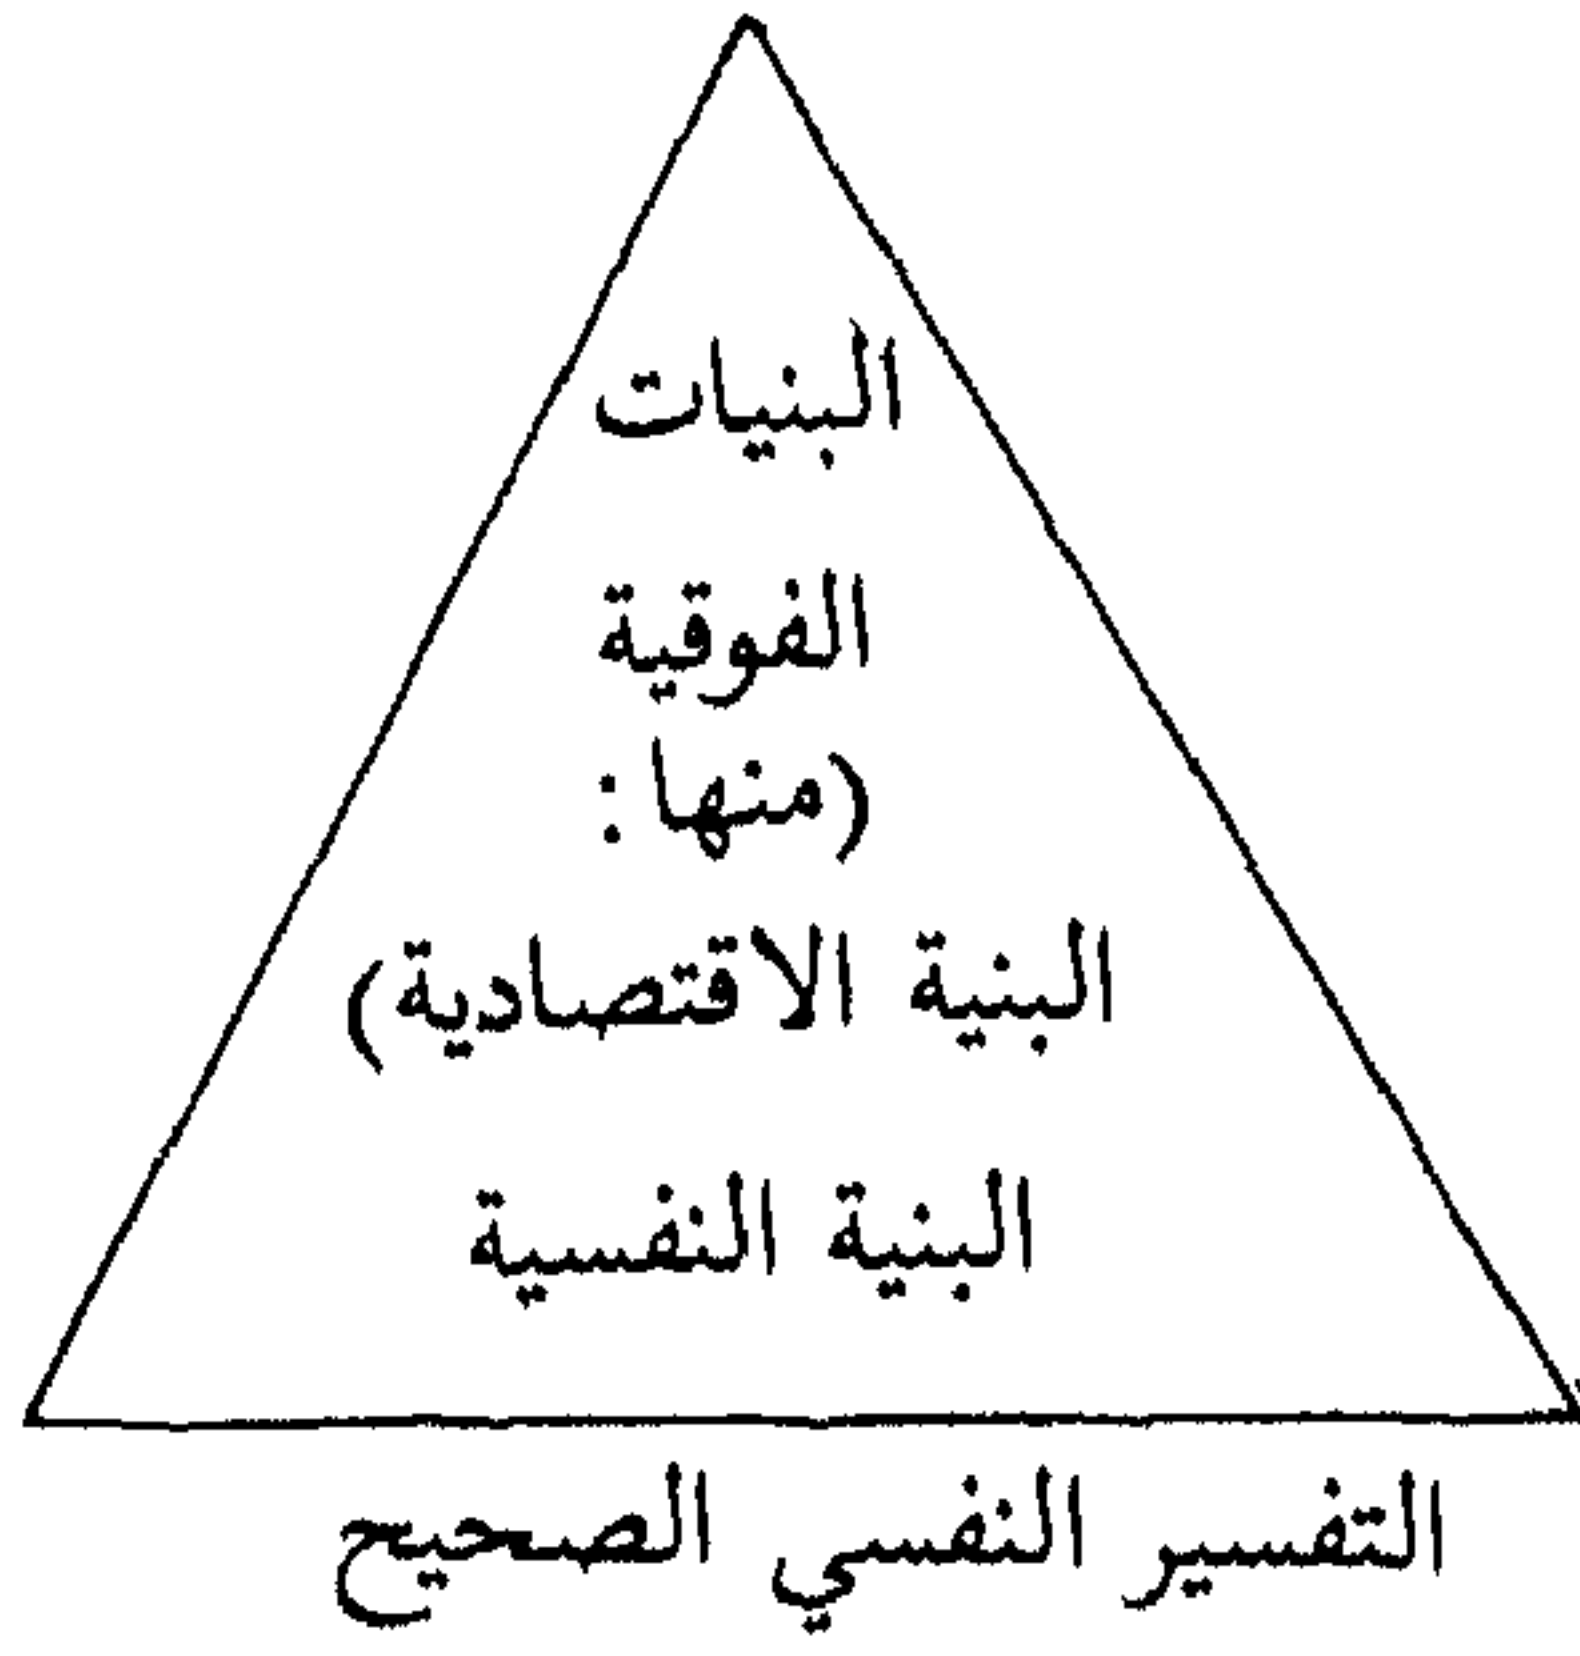 البنيات
الفوقية
(منها :
البنية الاقتصادية)
البنية النفسية
التفسير النفسي الصحيح